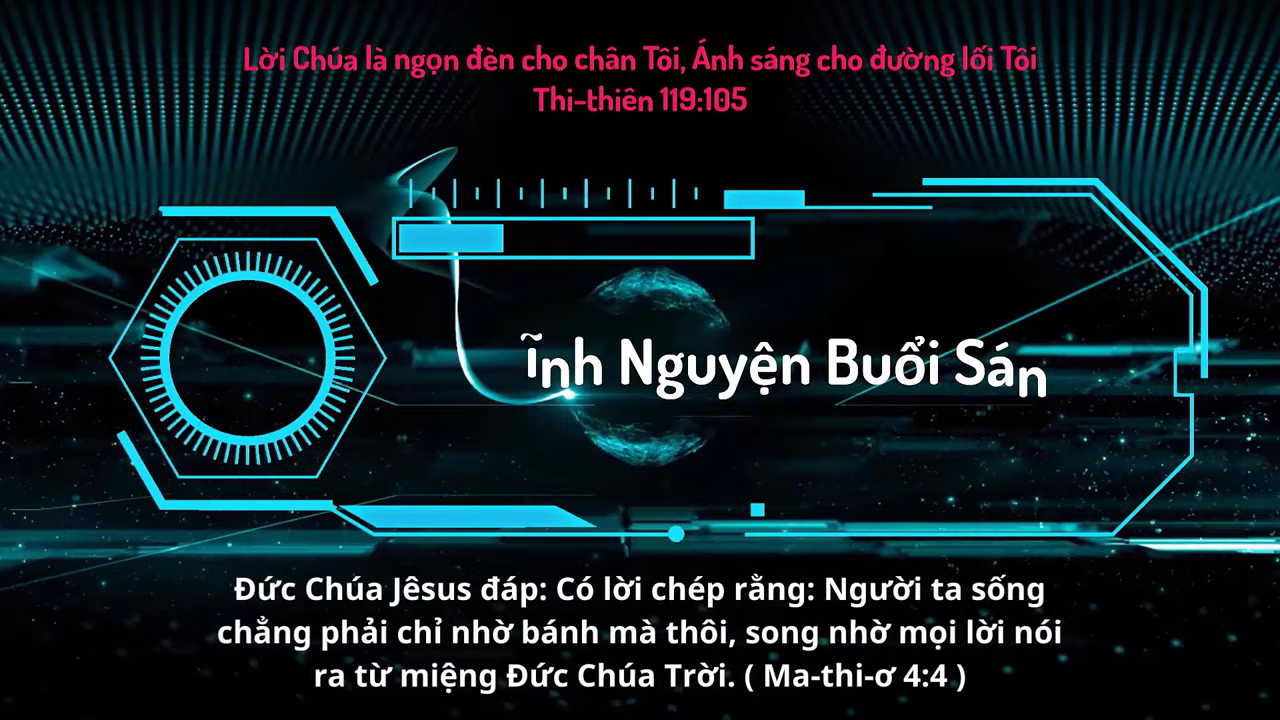 Lời Chúa là ngọn đèn cho chân Tôi, Ánh sáng cho đường lối Tôi
Thi-thiên 119:105
ĩnh Nguyện Buổi Sán
Đức Chúa Jêsus đáp: Có lời chép rằng: Người ta sống
chẳng phải chỉ nhờ bánh mà thôi, song nhờ mọi lời nói
ra từ miệng Đức Chúa Trời. ( Ma-thi-ơ 4:4 )